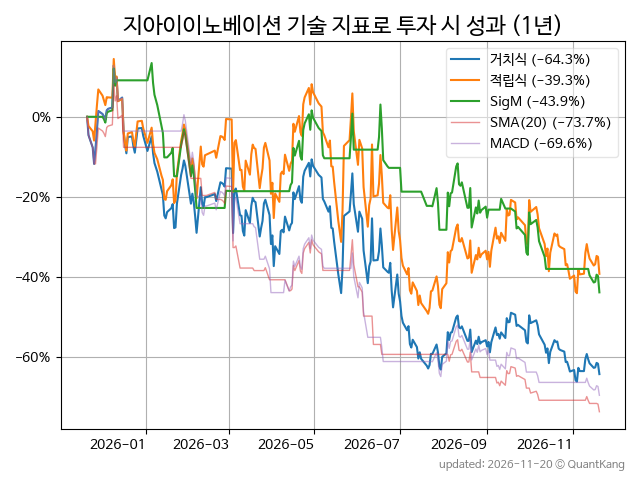 지아이이노베이션 기술 지표로 투자 시 성과 (1년)
거치식 (−64.3%)
적립식 (−39.3%)
SigM (−43.9%)
SMA(20) (−73.7%)
MACD (−69.6%)
0%
−20%
−40%
−60%
2026-01 2026-03 2026-05 2026-07 2026-09 2026-11
updated: 2026-11-20 © QuantKang